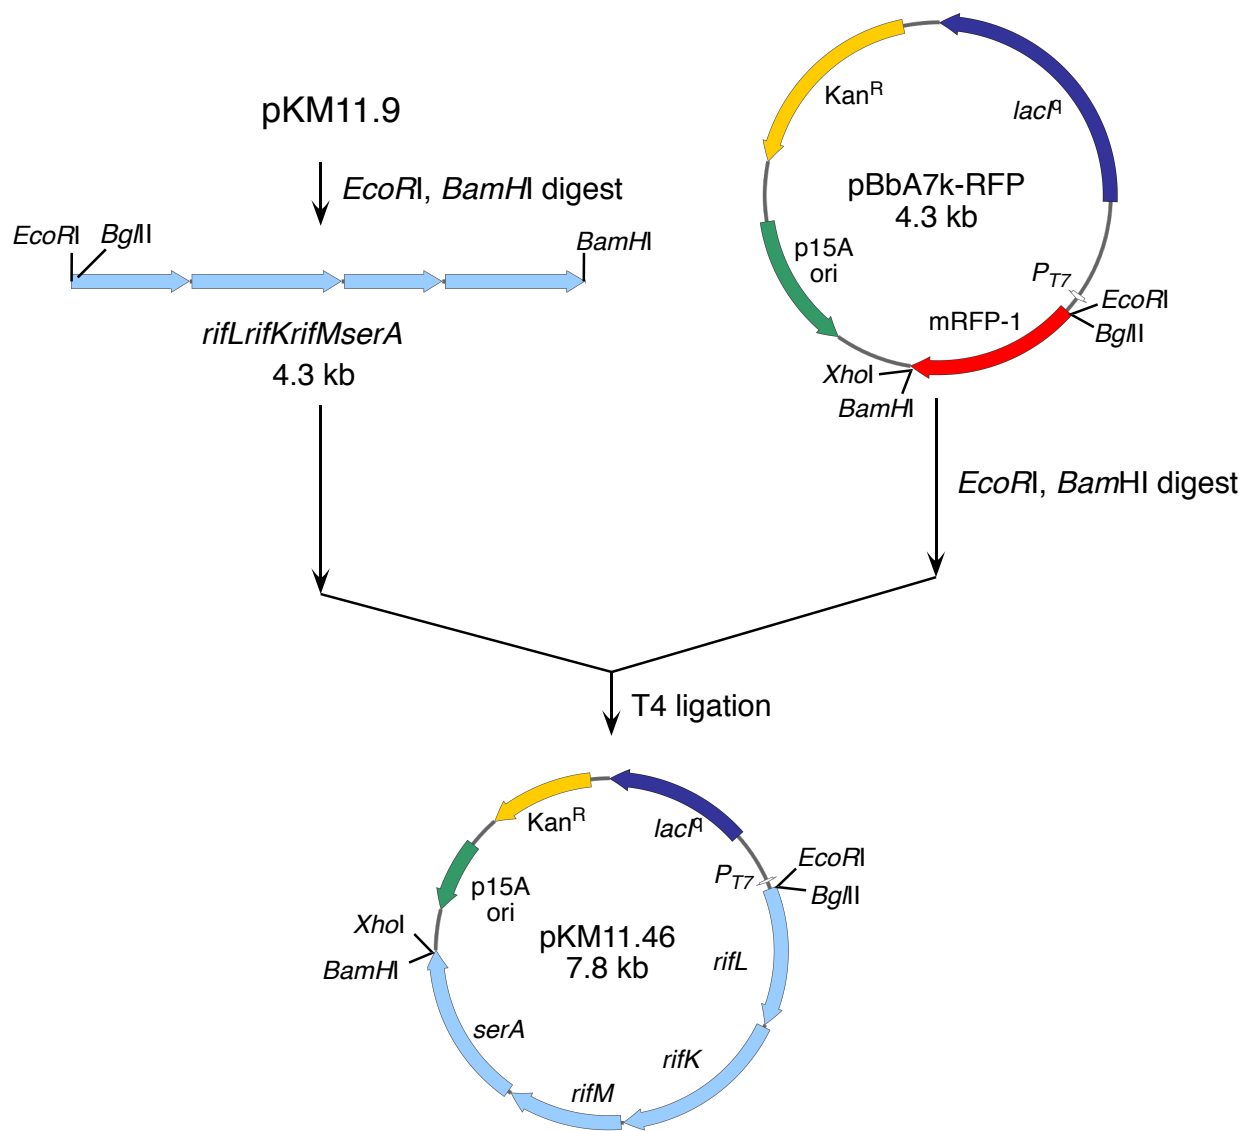 pKM11.9
EcoRI, BamHI digest
EcoRI
BglII
BamHI
rifLrifKrifMserA
4.3 kb
KanR
lacIq
pBbA7k-RFP
4.3 kb
p15A
ori
PT7
EcoRI
BglII
mRFP-1
XhoI
BamHI
EcoRI, BamHI digest
T4 ligation
KanR
lacIq
PT7
EcoRI
BglII
p15A
ori
XhoI
BamHI
pKM11.46
7.8 kb
rifL
serA
rifK
rifM